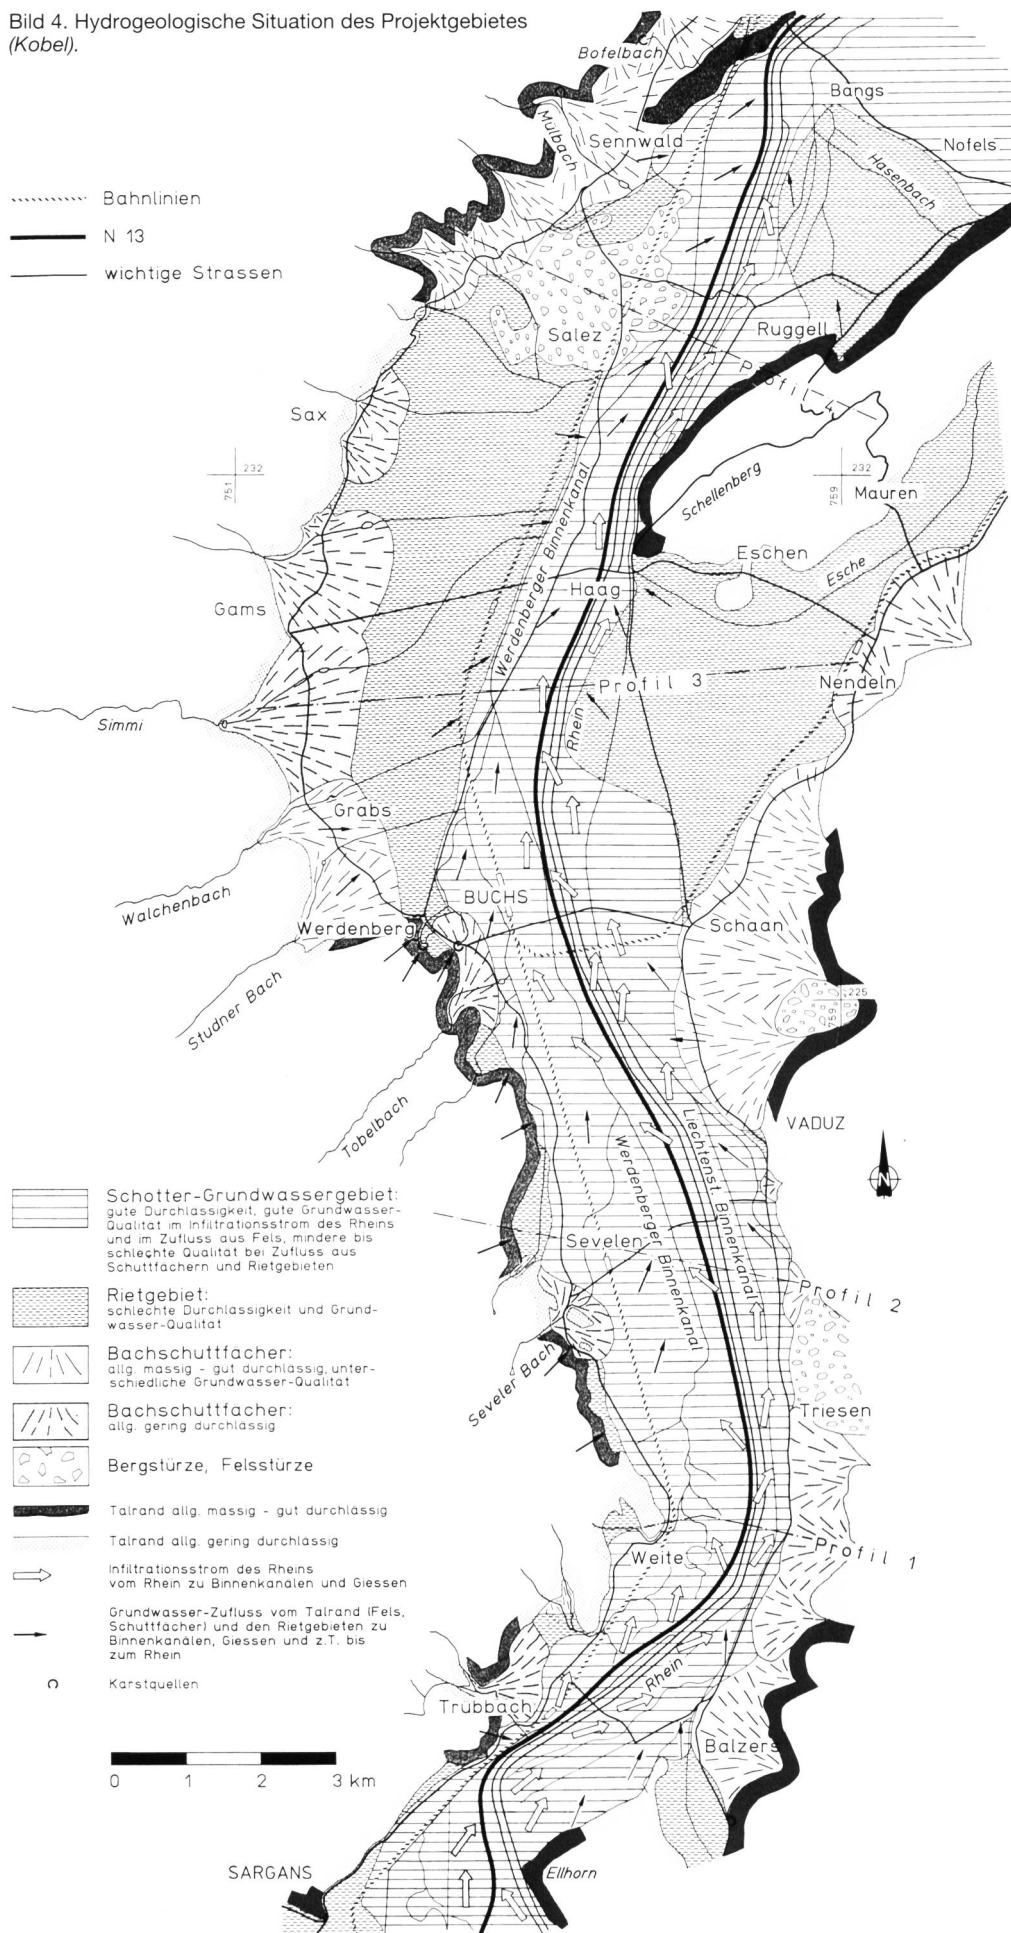 Bild 4. Hydrogeologische Situation des Projektgebietes
(Kobel).
Bofelbach
Bangs
Mülbach
Sennwald
Nofels
Hasenbach
Bahnlinien
N 13
wichtige Strassen
Salez
Ruggell
Profil 4
Sax
751
232
Schellenberg
759
232
Mauren
Werdenberger Binnenkanal
Eschen
Esche
Haag
Gams
Profil 3
Nendeln
Simmi
Rhein
Grabs
Walchenbach
BUCHS
Werdenberg
Schaan
Studner Bach
759
225
Tobelbach
VADUZ
Liechtenst. Binnenkanal
Werdenberger Binnenkanal
N
Schotter-Grundwassergebiet:
gute Durchlässigkeit, gute Grundwasser-
Qualität im Infiltrationsstrom des Rheins
und im Zufluss aus Fels, mindere bis
schlechte Qualität bei Zufluss aus
Schuttfächern und Rietgebieten
Sevelen
Profil 2
Rietgebiet:
schlechte Durchlässigkeit und Grund-
wasser-Qualität
Bachschuttfächer:
allg. mässig - gut durchlässig, unter-
schiedliche Grundwasser-Qualität
Seveler Bach
Bachschuttfächer:
allg. gering durchlässig
Triesen
Bergstürze, Felsstürze
Talrand allg. mässig - gut durchlässig
Talrand allg. gering durchlässig
Weite
Profil 1
Infiltrationsstrom des Rheins
vom Rhein zu Binnenkanälen und Giessen
Grundwasser-Zufluss vom Talrand (Fels,
Schuttfächer) und den Rietgebieten zu
Binnenkanälen, Giessen und z.T. bis
zum Rhein
Karstquellen
Rhein
Trübbach
Balzers
0 1 2 3 km
SARGANS
Ellhorn